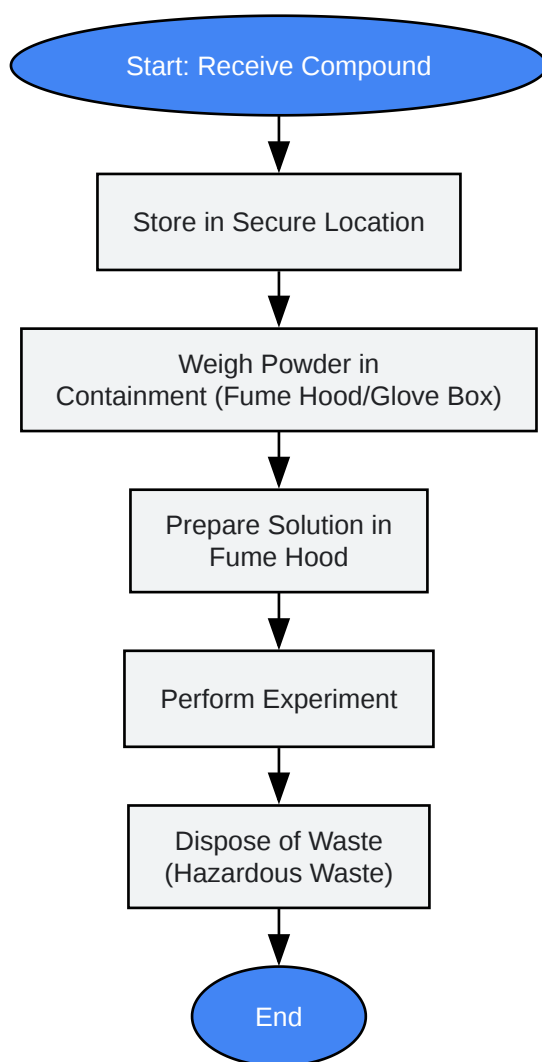 Start: Receive Compound
Store in Secure Location
Weigh Powder in
Containment (Fume Hood/Glove Box)
Prepare Solution in
Fume Hood
Perform Experiment
Dispose of Waste
(Hazardous Waste)
End